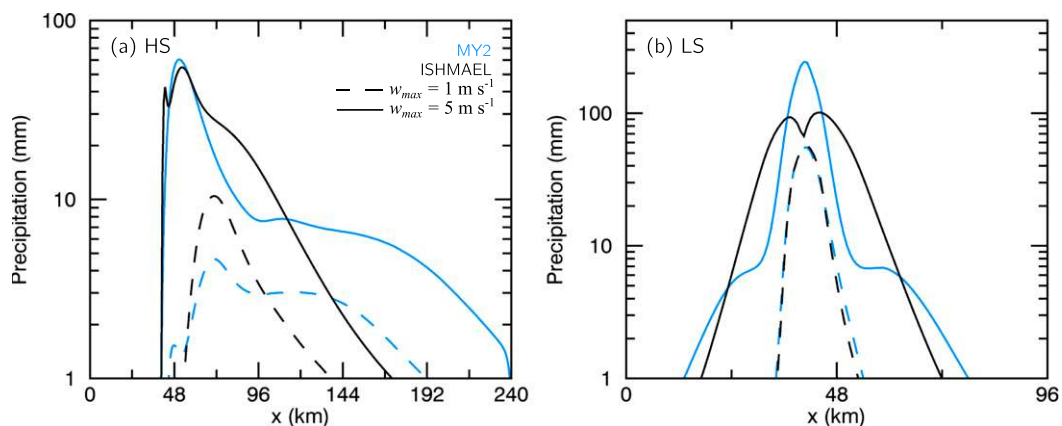 (a) HS
MY2
ISHMAEL
w_max = 1 m s⁻¹
w_max = 5 m s⁻¹
Precipitation (mm)
100
10
1
0 48 96 144 192 240
x (km)
(b) LS
Precipitation (mm)
100
10
1
0 48 96
x (km)